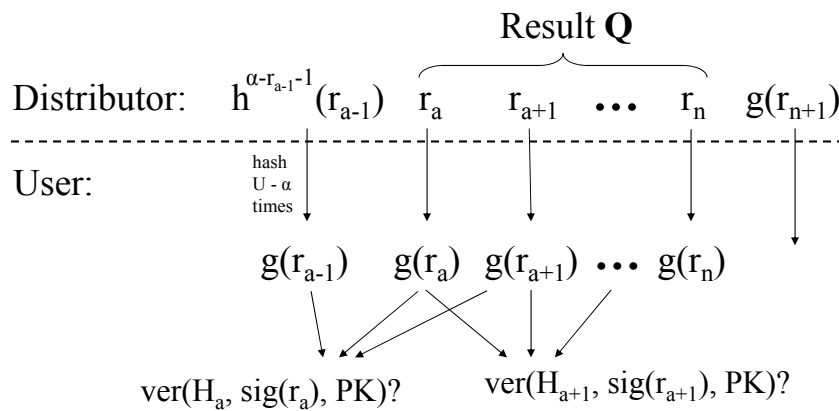 Result Q
Distributor: h^{α-r_{a-1}-1}(r_{a-1}) r_a r_{a+1} ••• r_n g(r_{n+1})
hash
User:
U - α
times
g(r_{a-1}) g(r_a) g(r_{a+1}) ••• g(r_n)
ver(H_a, sig(r_a), PK)? ver(H_{a+1}, sig(r_{a+1}), PK)?